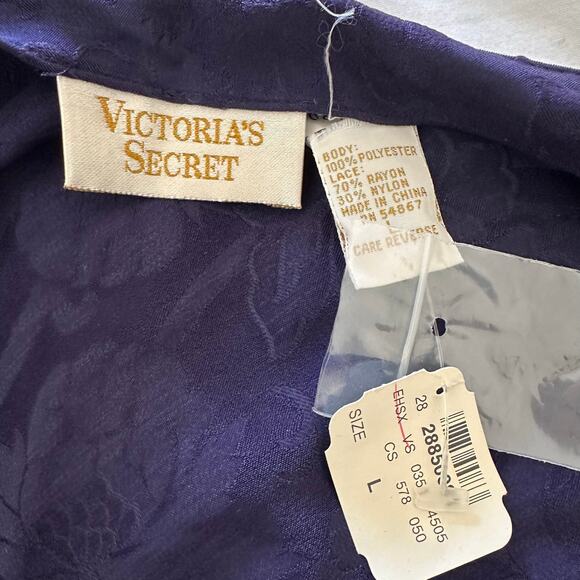 VICTORIA'S
SECRET
BODY:
100% POLYESTER
LACE:
70% RAYON
30% NYLON
MADE IN CHINA
RN 54867
L
CARE REVERSE
28
EHSX VS 035 4505
CS 578 050
SIZE L